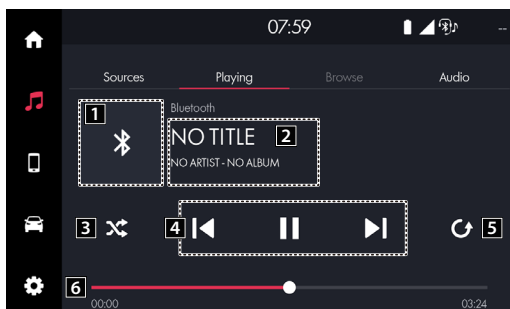 07:59
--
Sources Playing Browse Audio
1
Bluetooth
NO TITLE 2
NO ARTIST - NO ALBUM
3 4 5
6
00:00 03:24